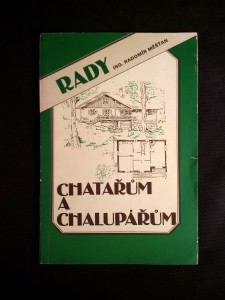 RADY
ING. RADOMÍR MĚŠŤAN
CHATAŘŮM
A
CHALUPÁŘŮM